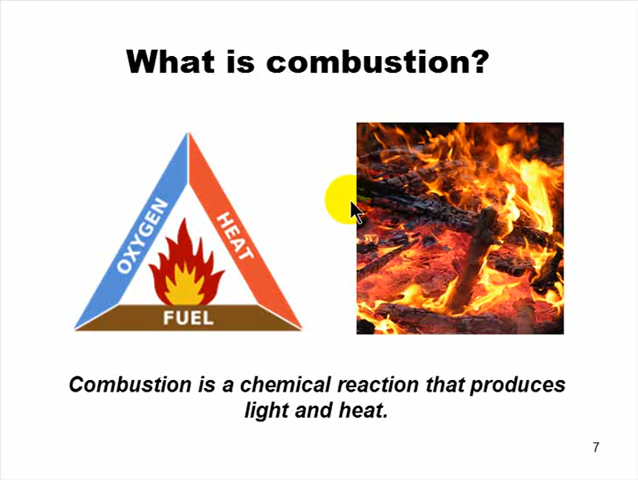 What is combustion?
OXYGEN
HEAT
FUEL
Combustion is a chemical reaction that produces
light and heat.
7